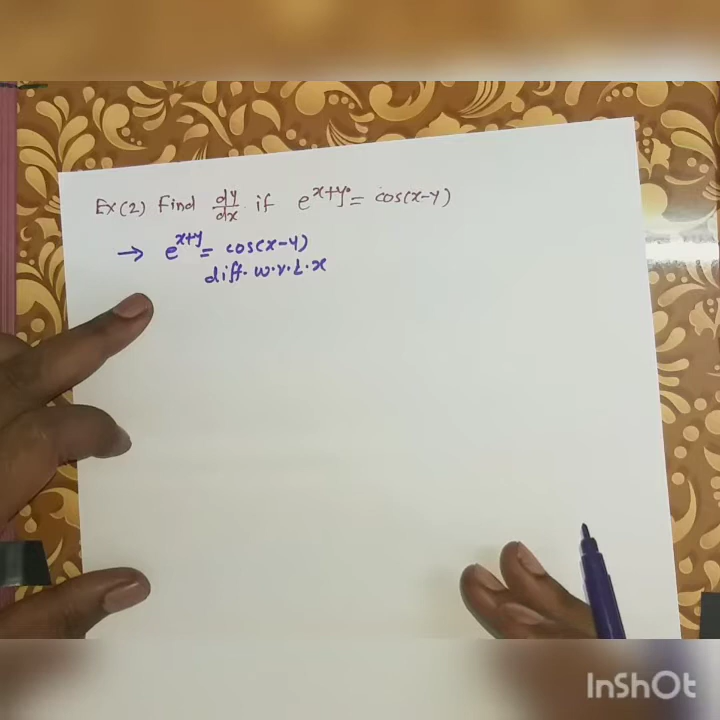 Ex(2) Find dy/dx if e^{x+y} = cos(x-y)
→ e^{x+y} = cos(x-y)
diff. w.r.t.x
InShOt